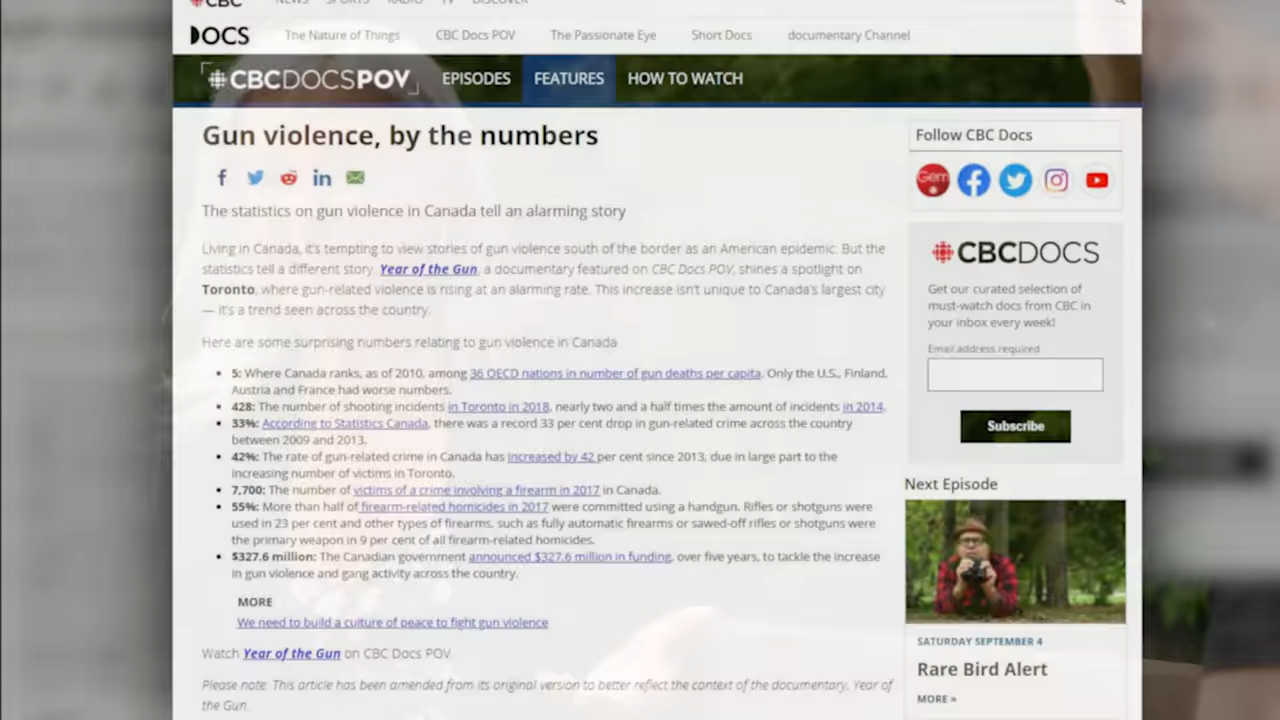 CBC NEWS SPORTS RADIO TV DISCOVER
DOCS The Nature of Things CBC Docs POV The Passionate Eye Short Docs documentary Channel
CBCDOCSPOV EPISODES FEATURES HOW TO WATCH
Gun violence, by the numbers
The statistics on gun violence in Canada tell an alarming story
Living in Canada, it's tempting to view stories of gun violence south of the border as an American epidemic. But the
statistics tell a different story. Year of the Gun, a documentary featured on CBC Docs POV, shines a spotlight on
Toronto, where gun-related violence is rising at an alarming rate. This increase isn't unique to Canada's largest city
— it's a trend seen across the country.
Here are some surprising numbers relating to gun violence in Canada.
• 5: Where Canada ranks, as of 2010, among 36 OECD nations in number of gun deaths per capita. Only the U.S., Finland,
Austria and France had worse numbers.
• 428: The number of shooting incidents in Toronto in 2018, nearly two and a half times the amount of incidents in 2014.
• 33%: According to Statistics Canada, there was a record 33 per cent drop in gun-related crime across the country
between 2009 and 2013.
• 42%: The rate of gun-related crime in Canada has increased by 42 per cent since 2013, due in large part to the
increasing number of victims in Toronto.
• 7,700: The number of victims of a crime involving a firearm in 2017 in Canada.
• 55%: More than half of firearm-related homicides in 2017 were committed using a handgun. Rifles or shotguns were
used in 23 per cent and other types of firearms, such as fully automatic firearms or sawed-off rifles or shotguns were
the primary weapon in 9 per cent of all firearm-related homicides.
• $327.6 million: The Canadian government announced $327.6 million in funding, over five years, to tackle the increase
in gun violence and gang activity across the country.
MORE
We need to build a culture of peace to fight gun violence
Watch Year of the Gun on CBC Docs POV.
Please note: This article has been amended from its original version to better reflect the context of the documentary, Year of
the Gun.
Follow CBC Docs
Gem
CBCDOCS
Get our curated selection of
must-watch docs from CBC in
your inbox every week!
Email address required
Subscribe
Next Episode
SATURDAY SEPTEMBER 4
Rare Bird Alert
MORE »